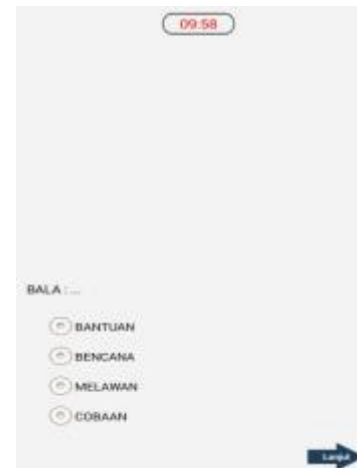 09:58
BALA : ...
BANTUAN
BENCANA
MELAWAN
COBAAN
Lanjut